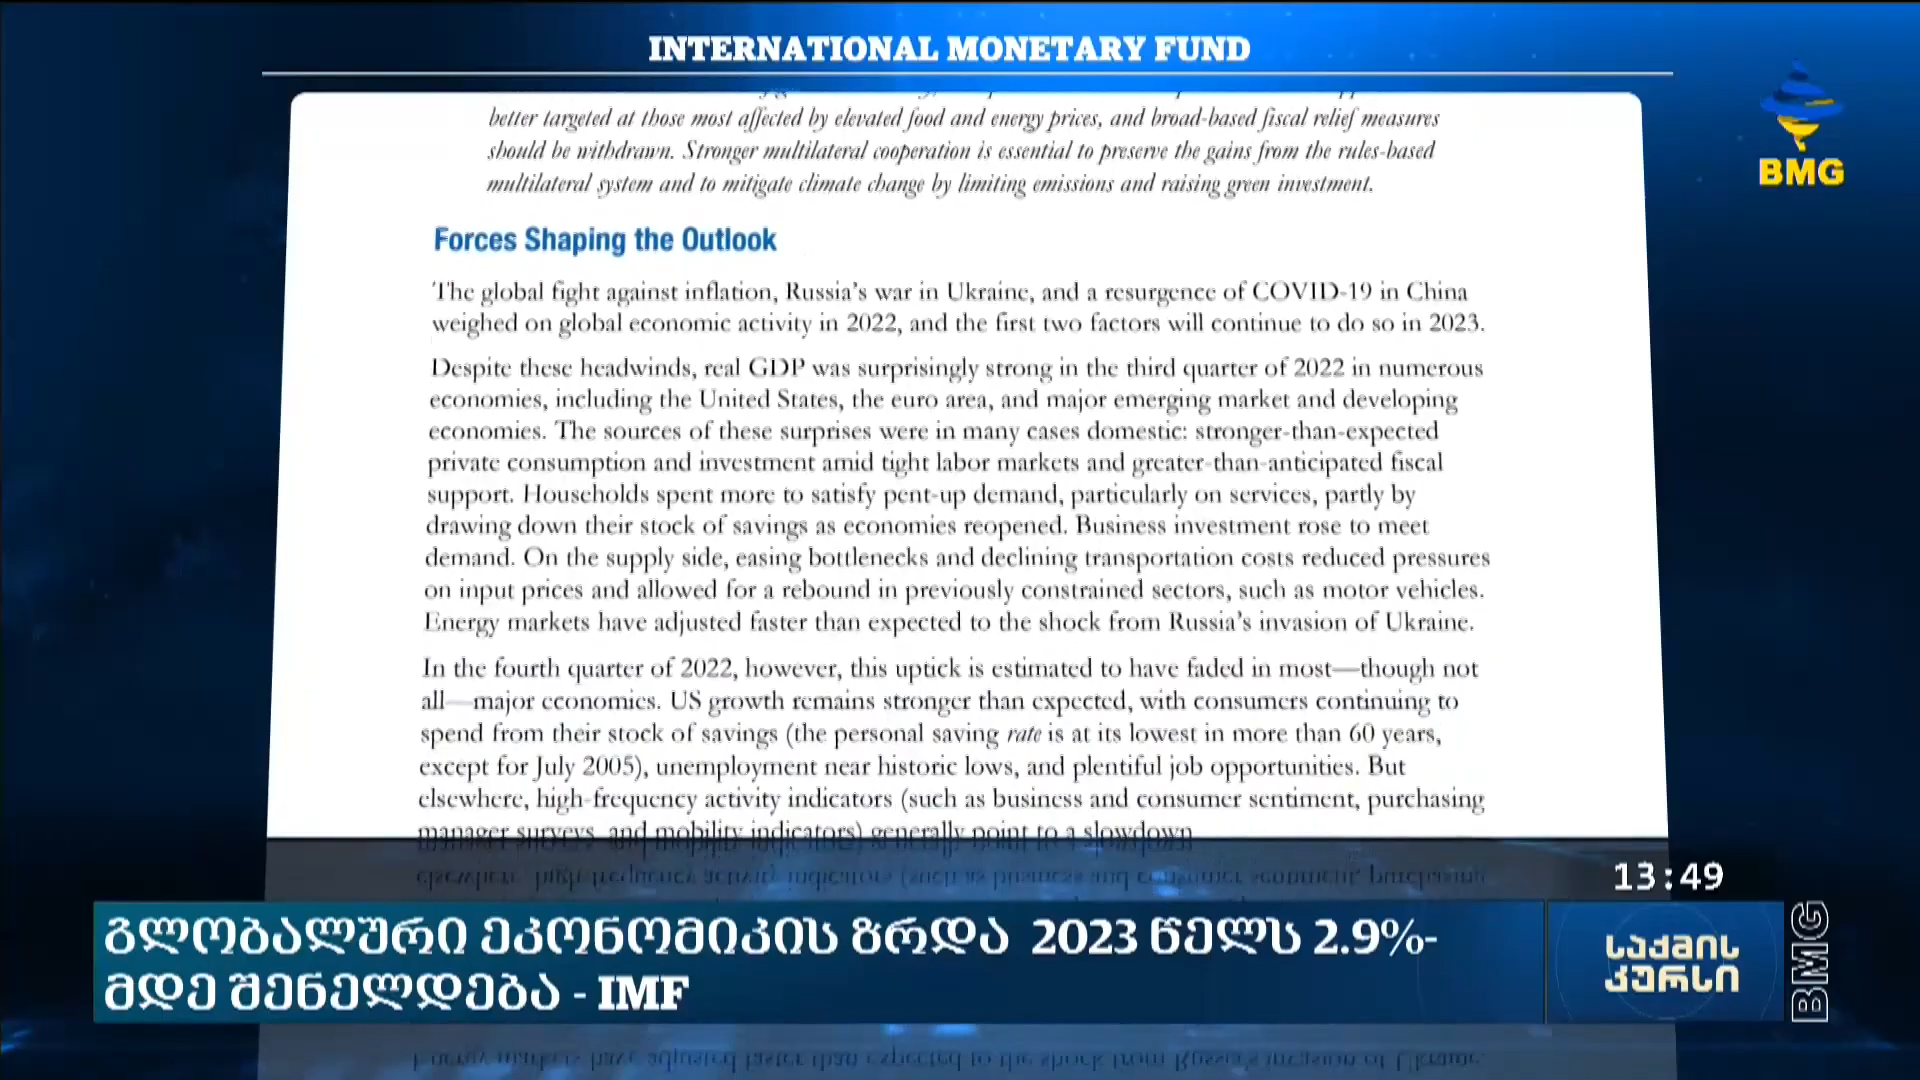 INTERNATIONAL MONETARY FUND
BMG
better targeted at those most affected by elevated food and energy prices, and broad-based fiscal relief measures
should be withdrawn. Stronger multilateral cooperation is essential to preserve the gains from the rules-based
multilateral system and to mitigate climate change by limiting emissions and raising green investment.
Forces Shaping the Outlook
The global fight against inflation, Russia's war in Ukraine, and a resurgence of COVID-19 in China
weighed on global economic activity in 2022, and the first two factors will continue to do so in 2023.
Despite these headwinds, real GDP was surprisingly strong in the third quarter of 2022 in numerous
economies, including the United States, the euro area, and major emerging market and developing
economies. The sources of these surprises were in many cases domestic: stronger-than-expected
private consumption and investment amid tight labor markets and greater-than-anticipated fiscal
support. Households spent more to satisfy pent-up demand, particularly on services, partly by
drawing down their stock of savings as economies reopened. Business investment rose to meet
demand. On the supply side, easing bottlenecks and declining transportation costs reduced pressures
on input prices and allowed for a rebound in previously constrained sectors, such as motor vehicles.
Energy markets have adjusted faster than expected to the shock from Russia's invasion of Ukraine.
In the fourth quarter of 2022, however, this uptick is estimated to have faded in most—though not
all—major economies. US growth remains stronger than expected, with consumers continuing to
spend from their stock of savings (the personal saving rate is at its lowest in more than 60 years,
except for July 2005), unemployment near historic lows, and plentiful job opportunities. But
elsewhere, high-frequency activity indicators (such as business and consumer sentiment, purchasing
manager surveys, and mobility indicators) generally point to a slowdown
13:49
გლობალური ეკონომიკის ზრდა 2023 წელს 2.9%-
მდე შენელდება - IMF
საქმის
კურსი
BMG